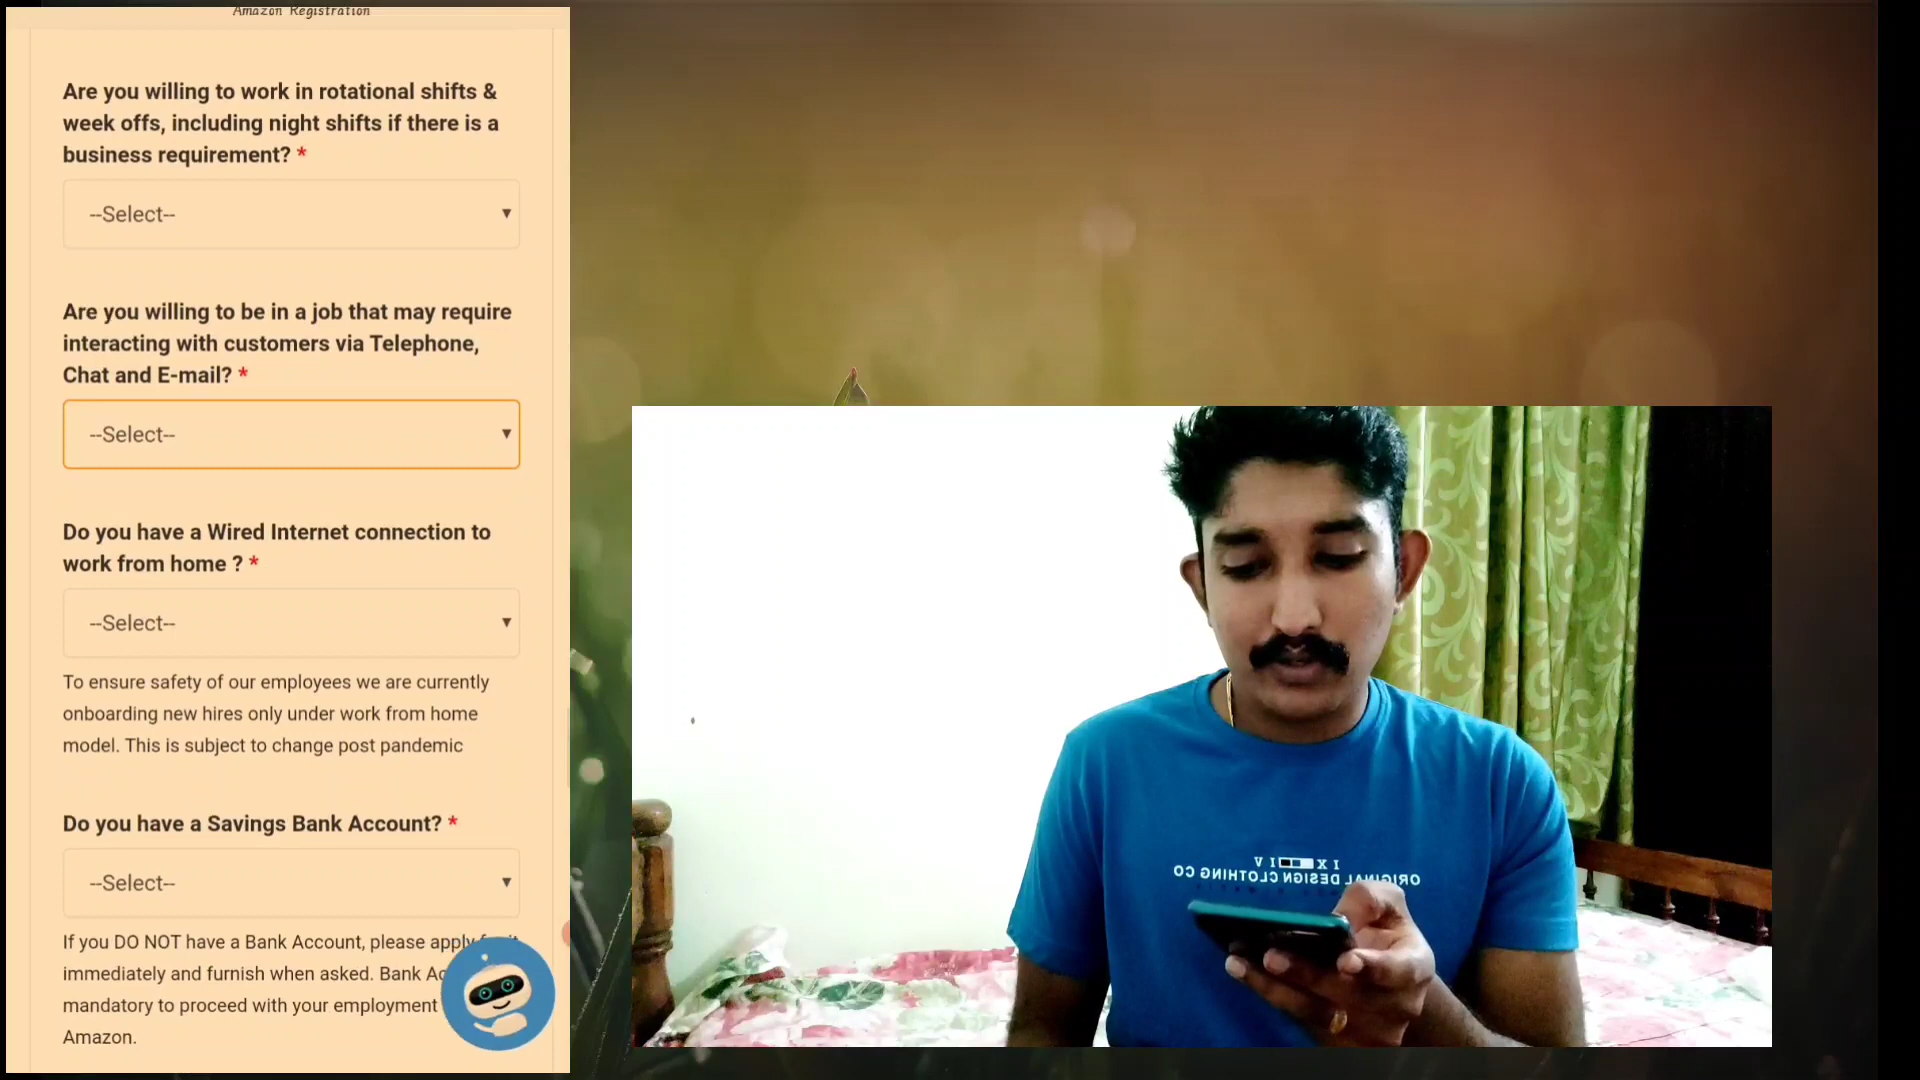 Amazon Registration
Are you willing to work in rotational shifts &
week offs, including night shifts if there is a
business requirement? *
--Select--
Are you willing to be in a job that may require
interacting with customers via Telephone,
Chat and E-mail? *
--Select--
Do you have a Wired Internet connection to
work from home ? *
--Select--
To ensure safety of our employees we are currently
onboarding new hires only under work from home
model. This is subject to change post pandemic
Do you have a Savings Bank Account? *
--Select--
If you DO NOT have a Bank Account, please apply
immediately and furnish when asked. Bank
mandatory to proceed with your employment
Amazon.
ORIGINAL DESIGN CLOTHING CO